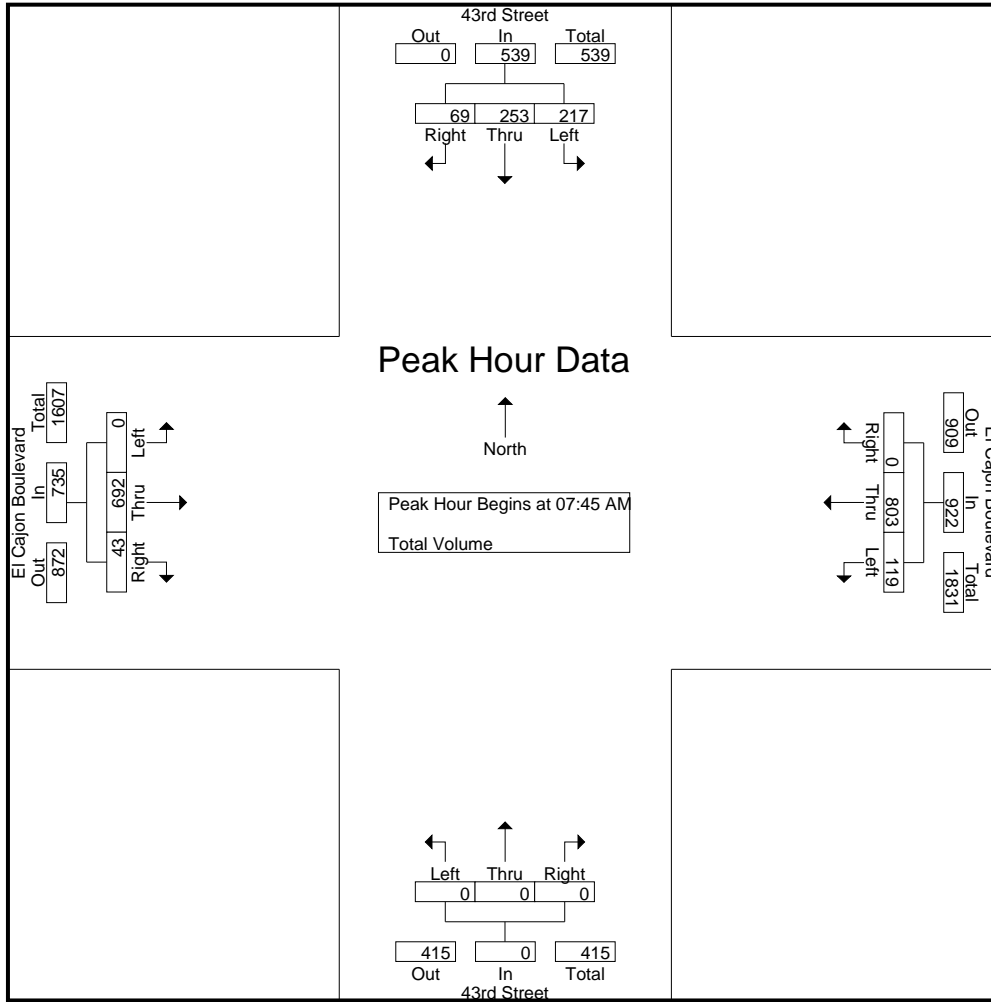 43rd Street
Out In Total
0 539 539
69 253 217
Right Thru Left
Peak Hour Data
North
Peak Hour Begins at 07:45 AM
Total Volume
El Cajon Boulevard
Out In Total
872 735 1607
43 692 0
Right Thru Left
El Cajon Boulevard
Out In Total
909 922 1831
0 803 119
Right Thru Left
Left Thru Right
0 0 0
415 0 415
Out In Total
43rd Street